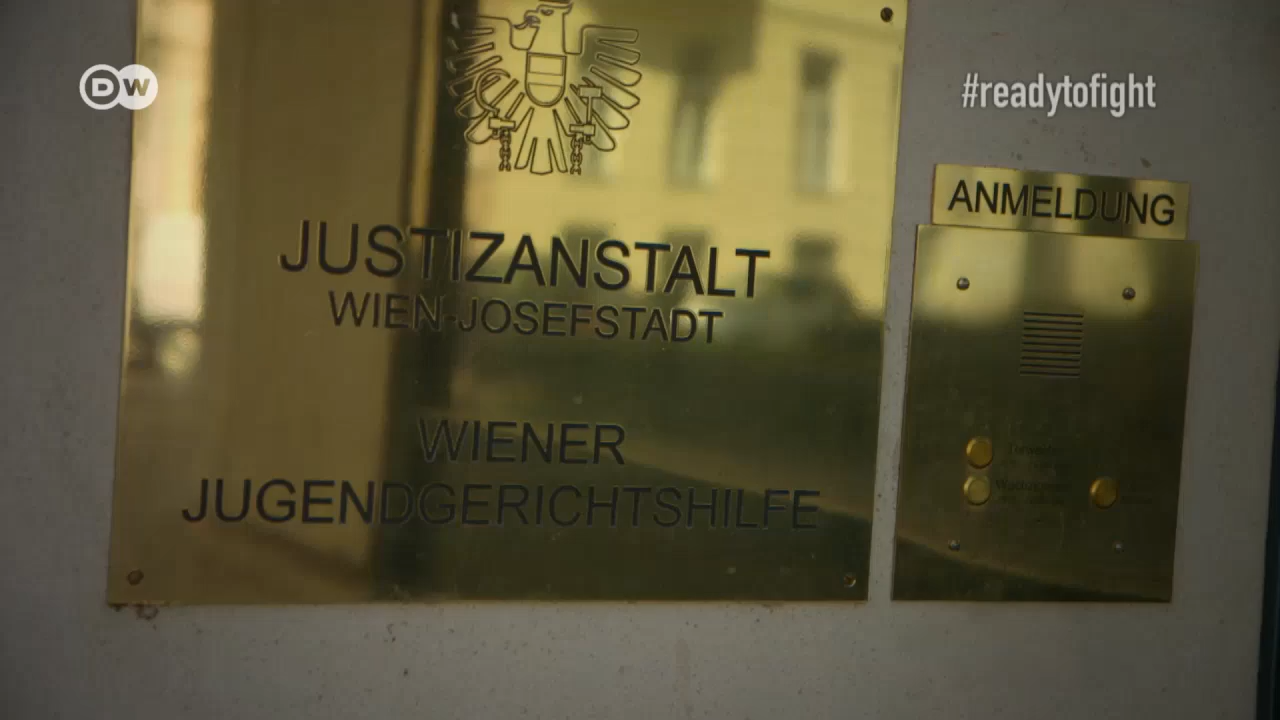 DW
#readytofight
JUSTIZANSTALT
WIEN-JOSEFSTADT
WIENER
JUGENDGERICHTSHILFE
ANMELDUNG